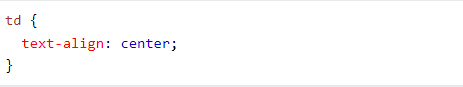 td {
  text-align: center;
}